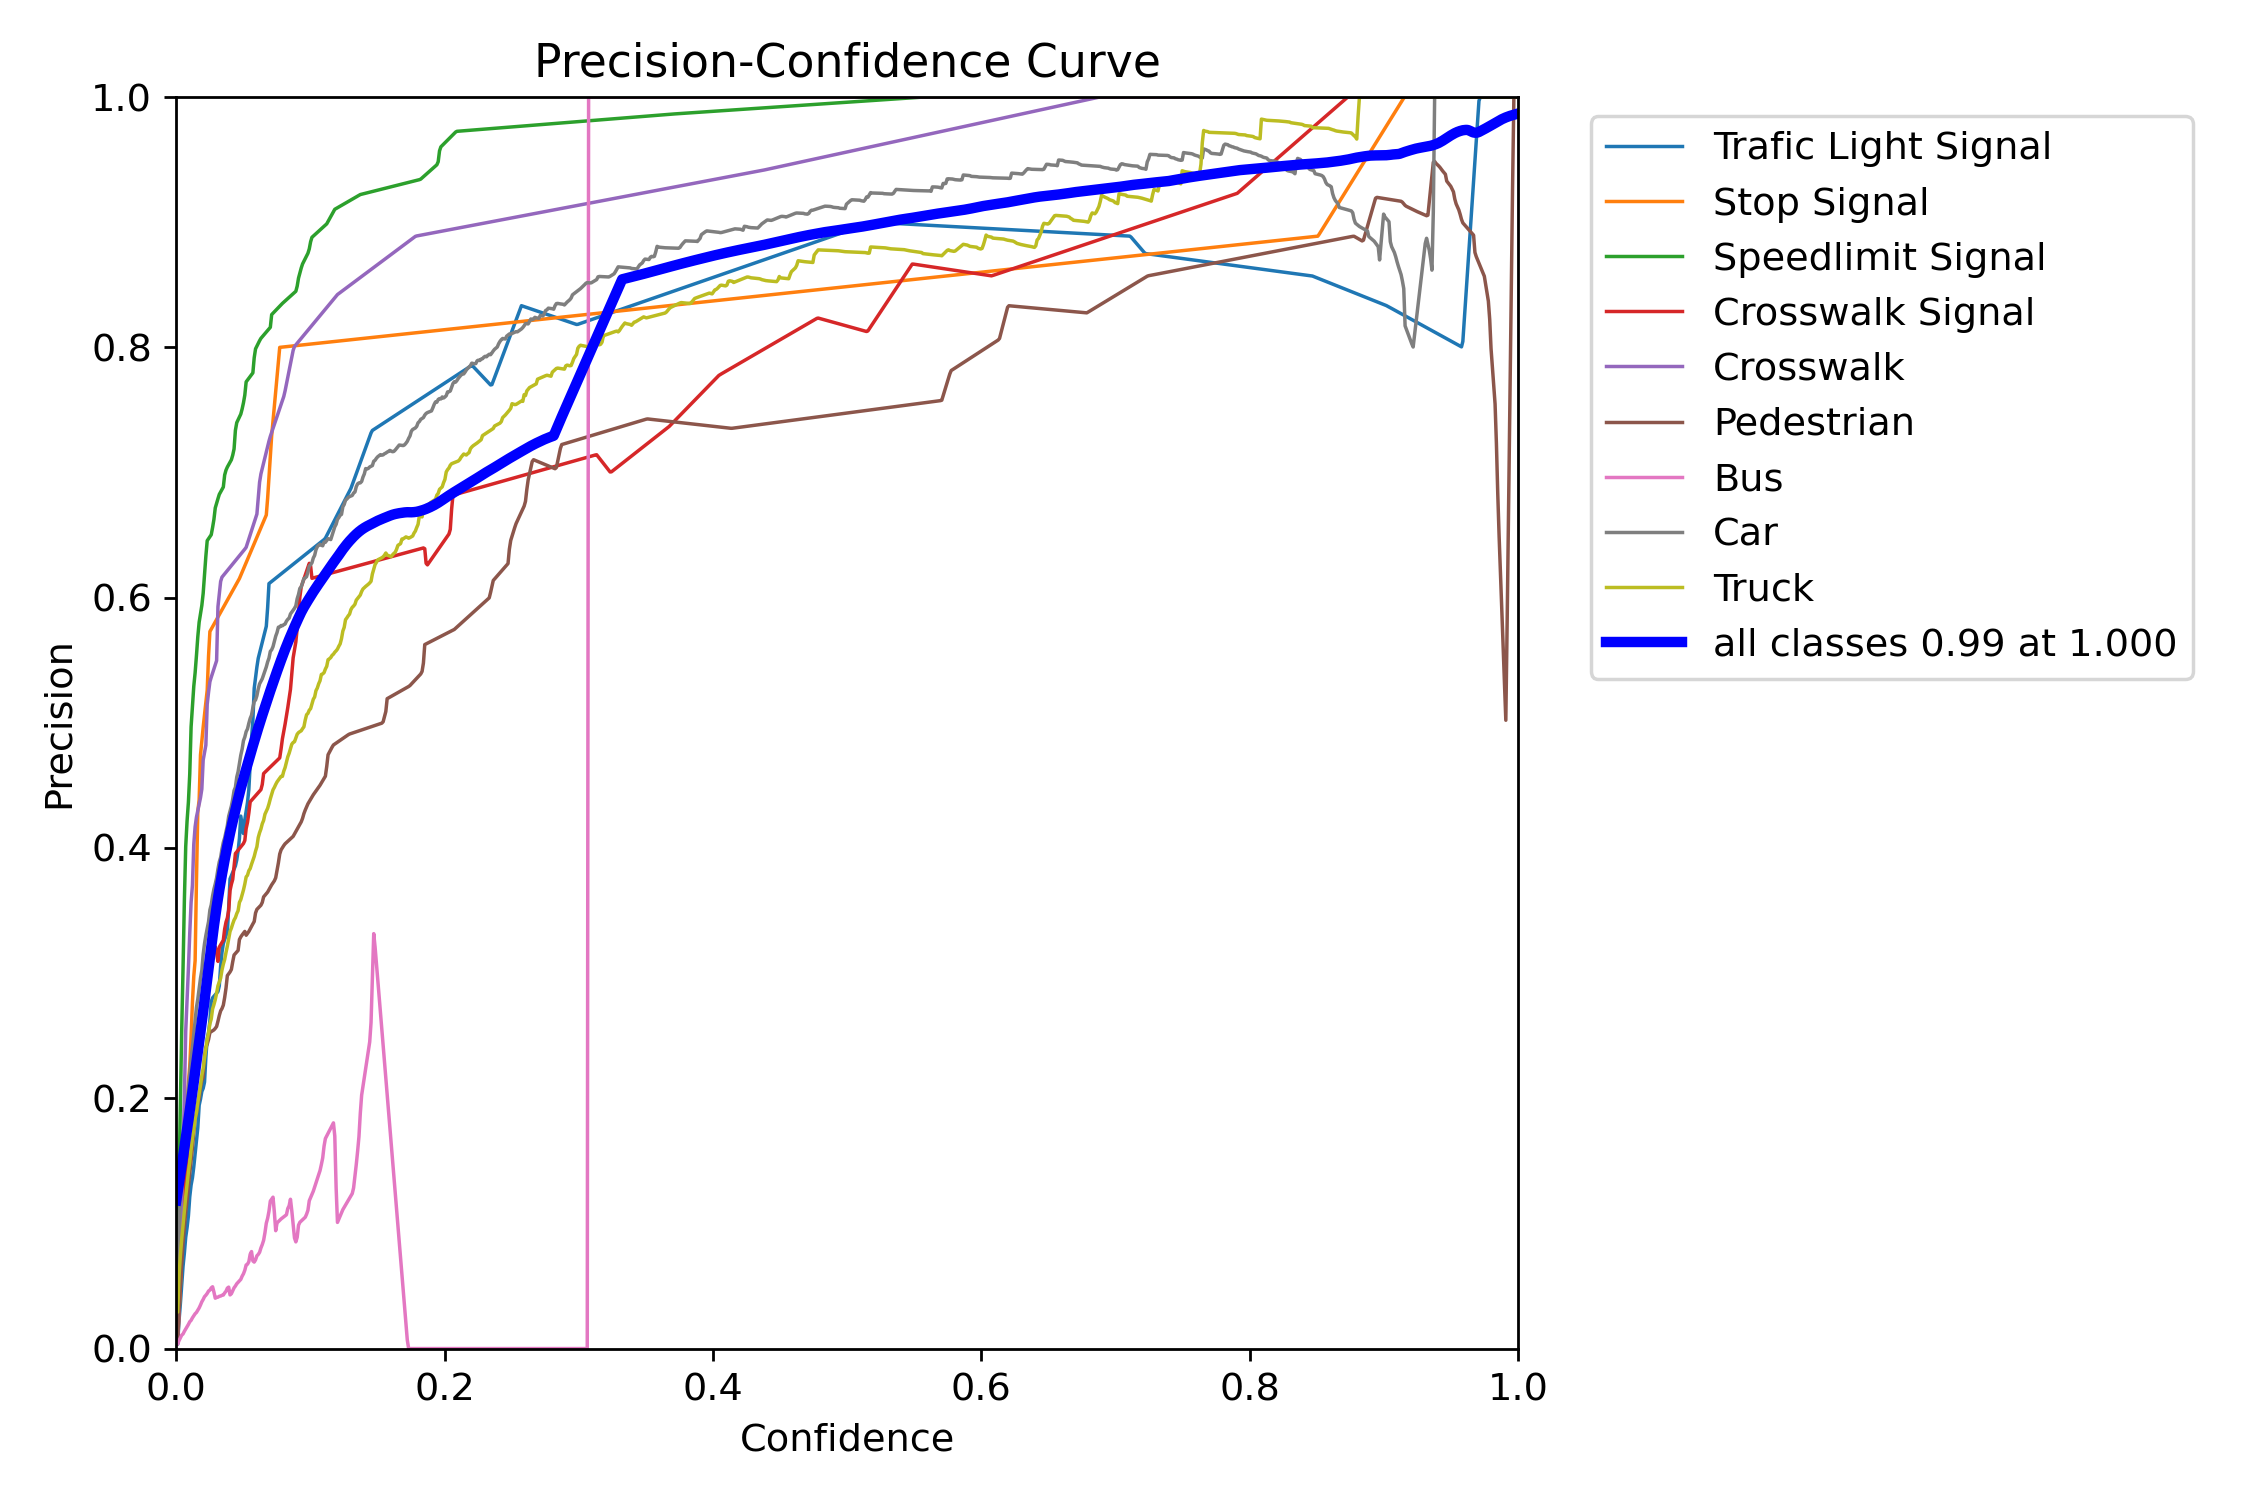 Precision-Confidence Curve
1.0
0.8
0.6
0.4
0.2
0.0
Precision
0.0 0.2 0.4 0.6 0.8 1.0
Confidence
Trafic Light Signal
Stop Signal
Speedlimit Signal
Crosswalk Signal
Crosswalk
Pedestrian
Bus
Car
Truck
all classes 0.99 at 1.000